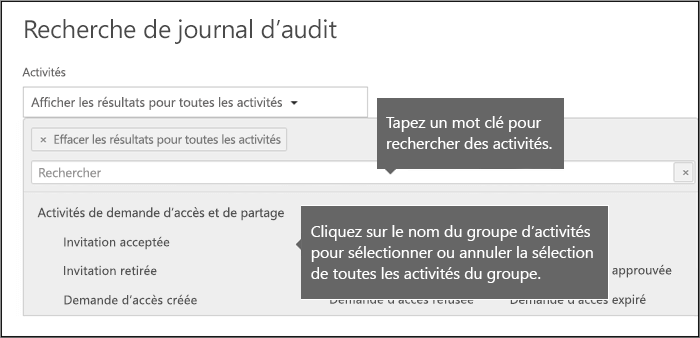 Recherche de journal d’audit
Activités
Afficher les résultats pour toutes les activités
Tapez un mot clé pour
rechercher des activités.
× Effacer les résultats pour toutes les activités
Rechercher
×
Activités de demande d’accès et de partage
Cliquez sur le nom du groupe d’activités
pour sélectionner ou annuler la sélection
de toutes les activités du groupe.
Invitation acceptée
Invitation retirée
approuvée
Demande d’accès créée
Demande d’accès refusée
Demande d’accès expiré